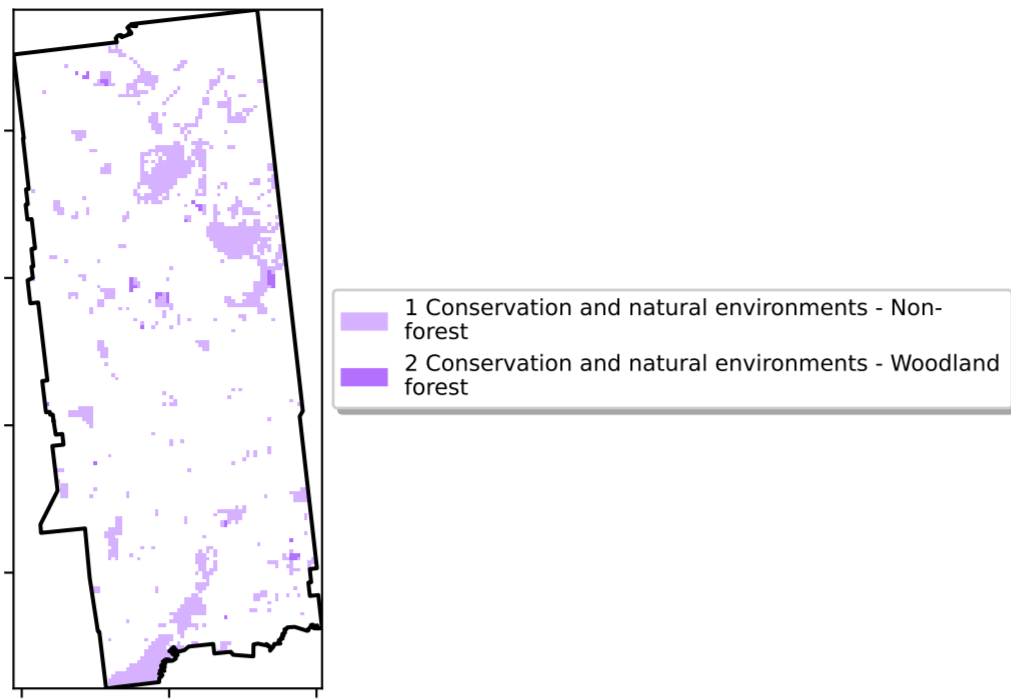 1 Conservation and natural environments - Non-
forest
2 Conservation and natural environments - Woodland
forest